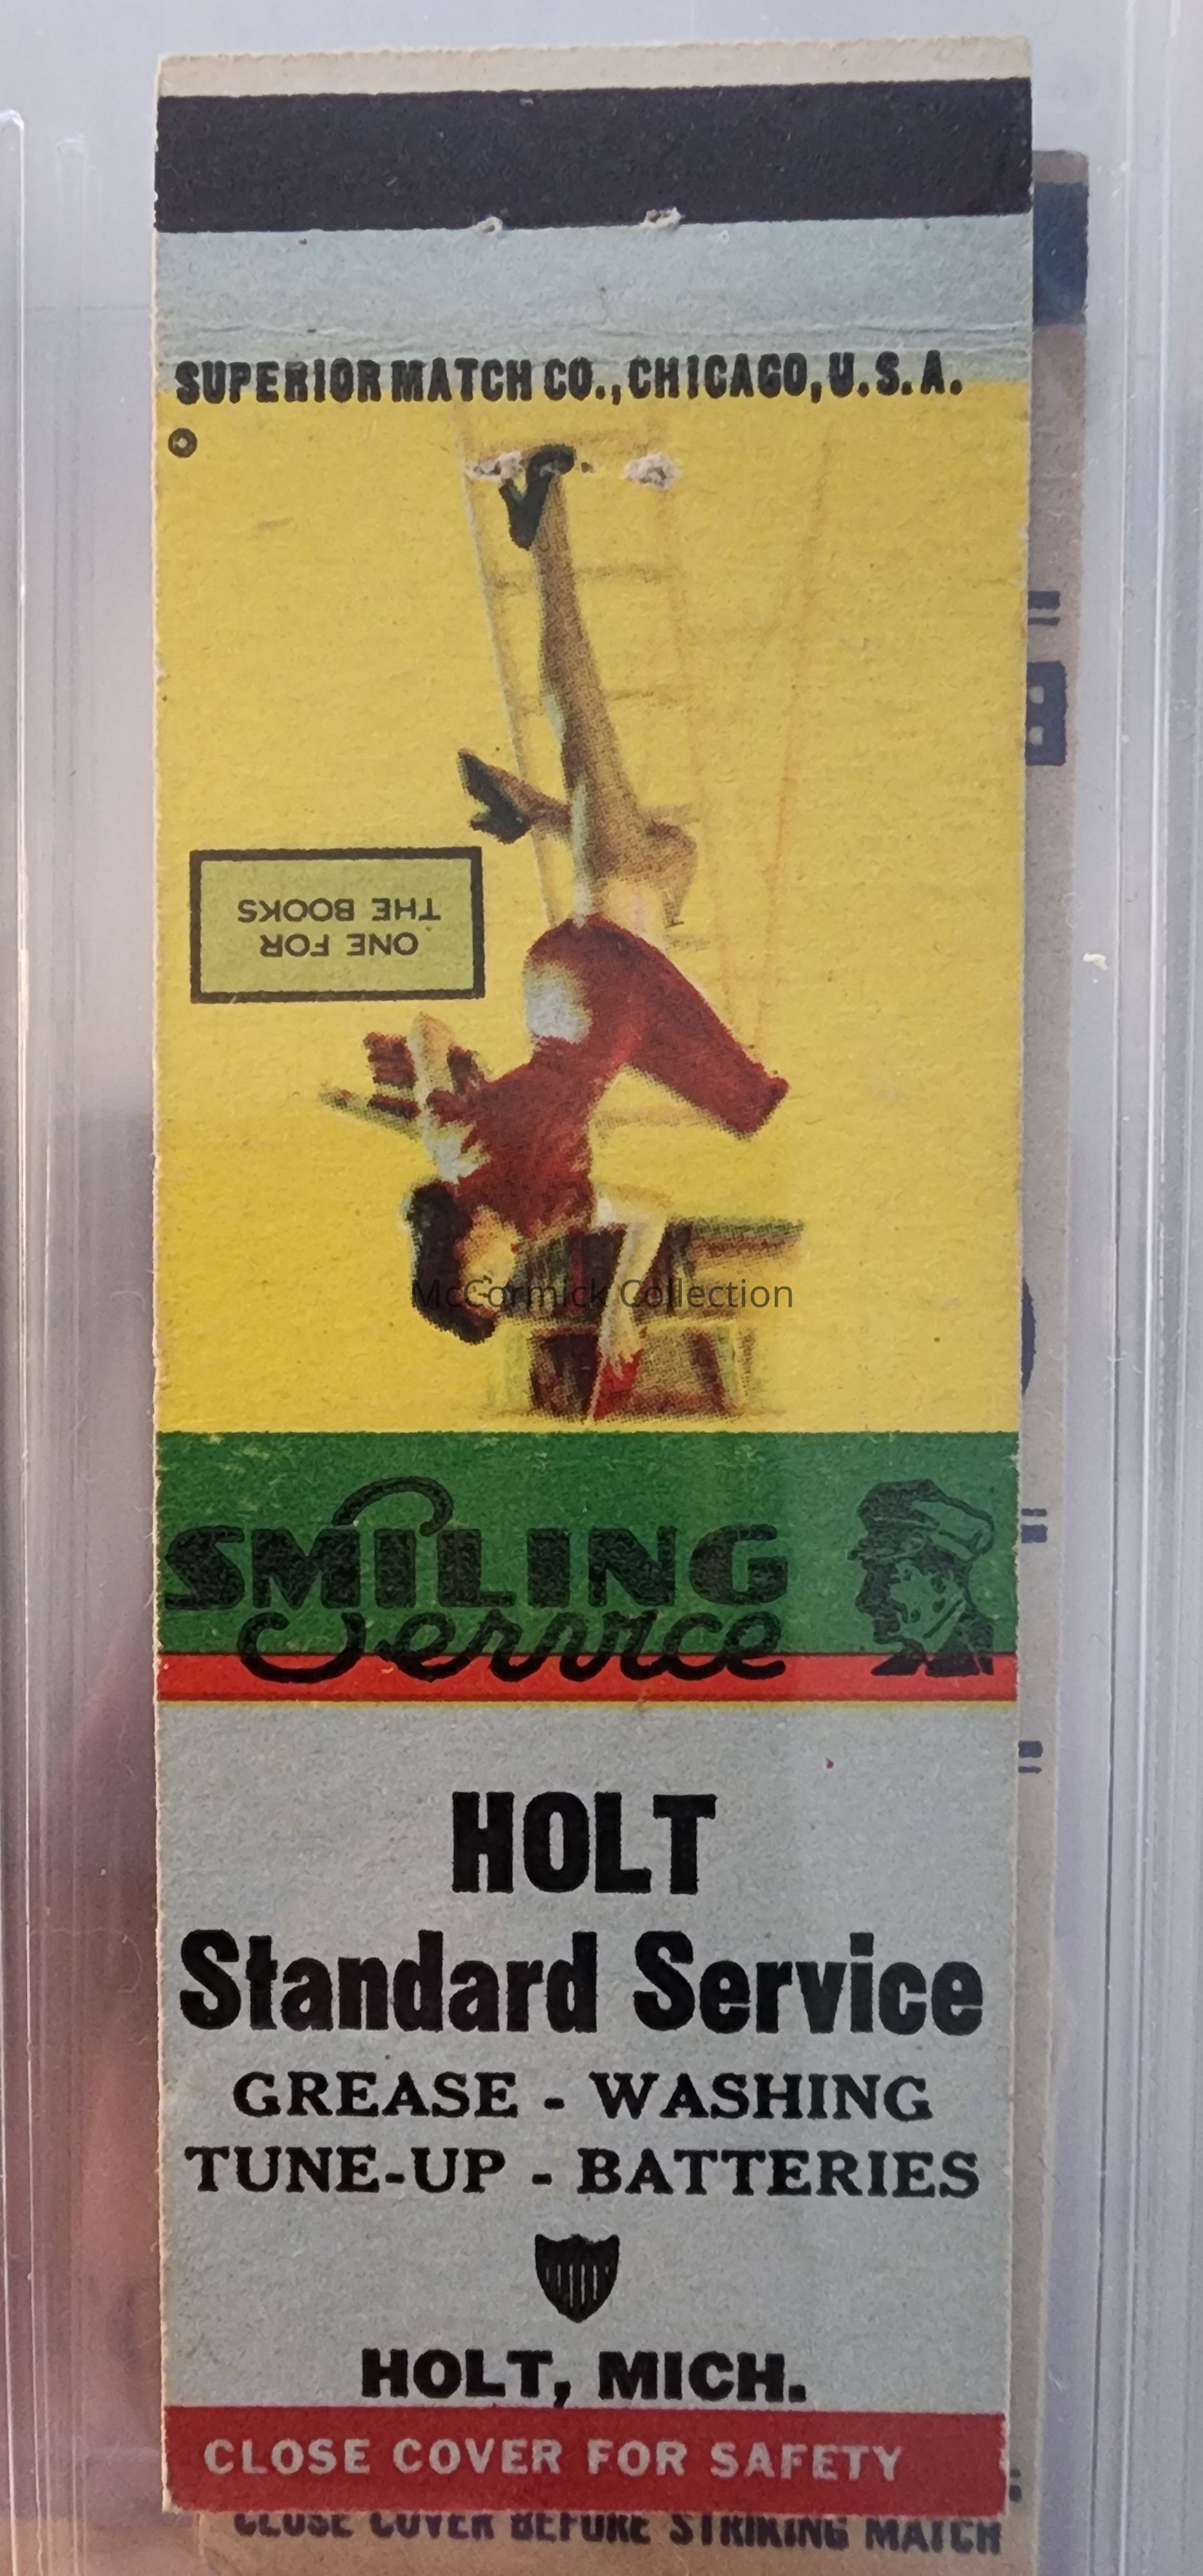 SUPERIOR MATCH CO., CHICAGO, U.S.A.
ONE FOR
THE BOOKS
McCormick Collection
SMILING
Service
HOLT
Standard Service
GREASE - WASHING
TUNE-UP - BATTERIES
HOLT, MICH.
CLOSE COVER FOR SAFETY
CLOSE COVER BEFORE STRIKING MATCH